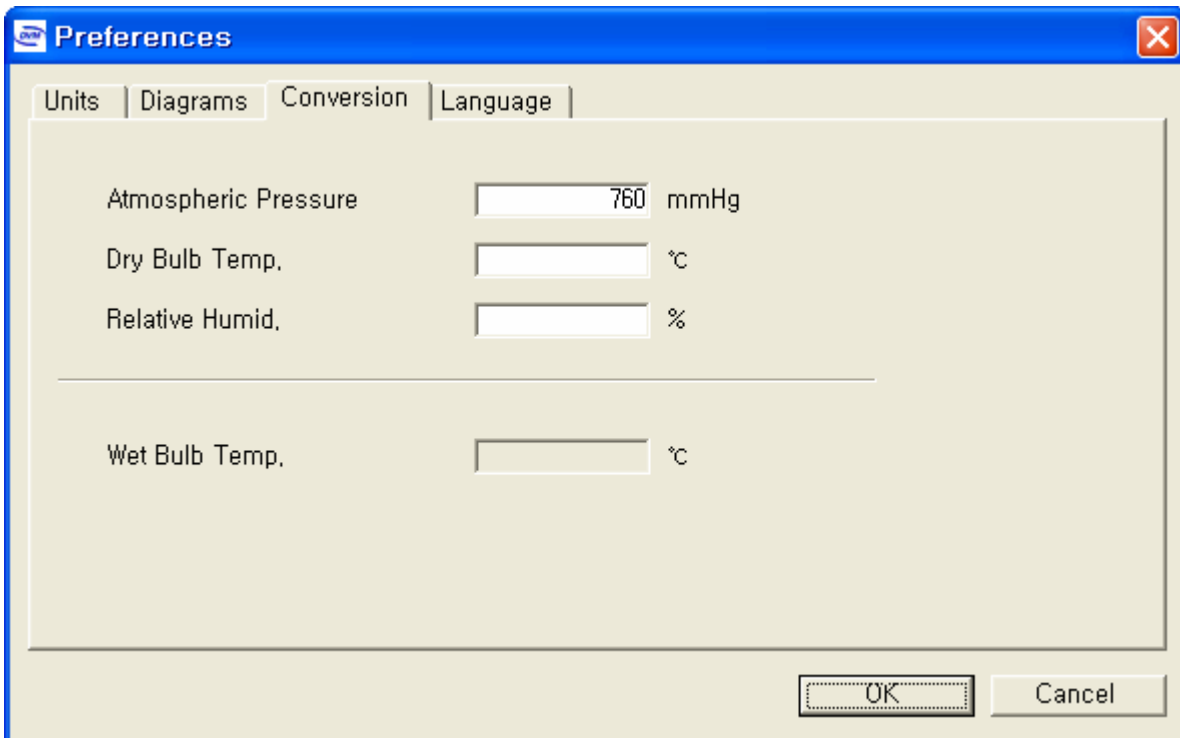 DVM Preferences
Units Diagrams Conversion Language
Atmospheric Pressure 760 mmHg
Dry Bulb Temp. ℃
Relative Humid. %
Wet Bulb Temp. ℃
OK Cancel